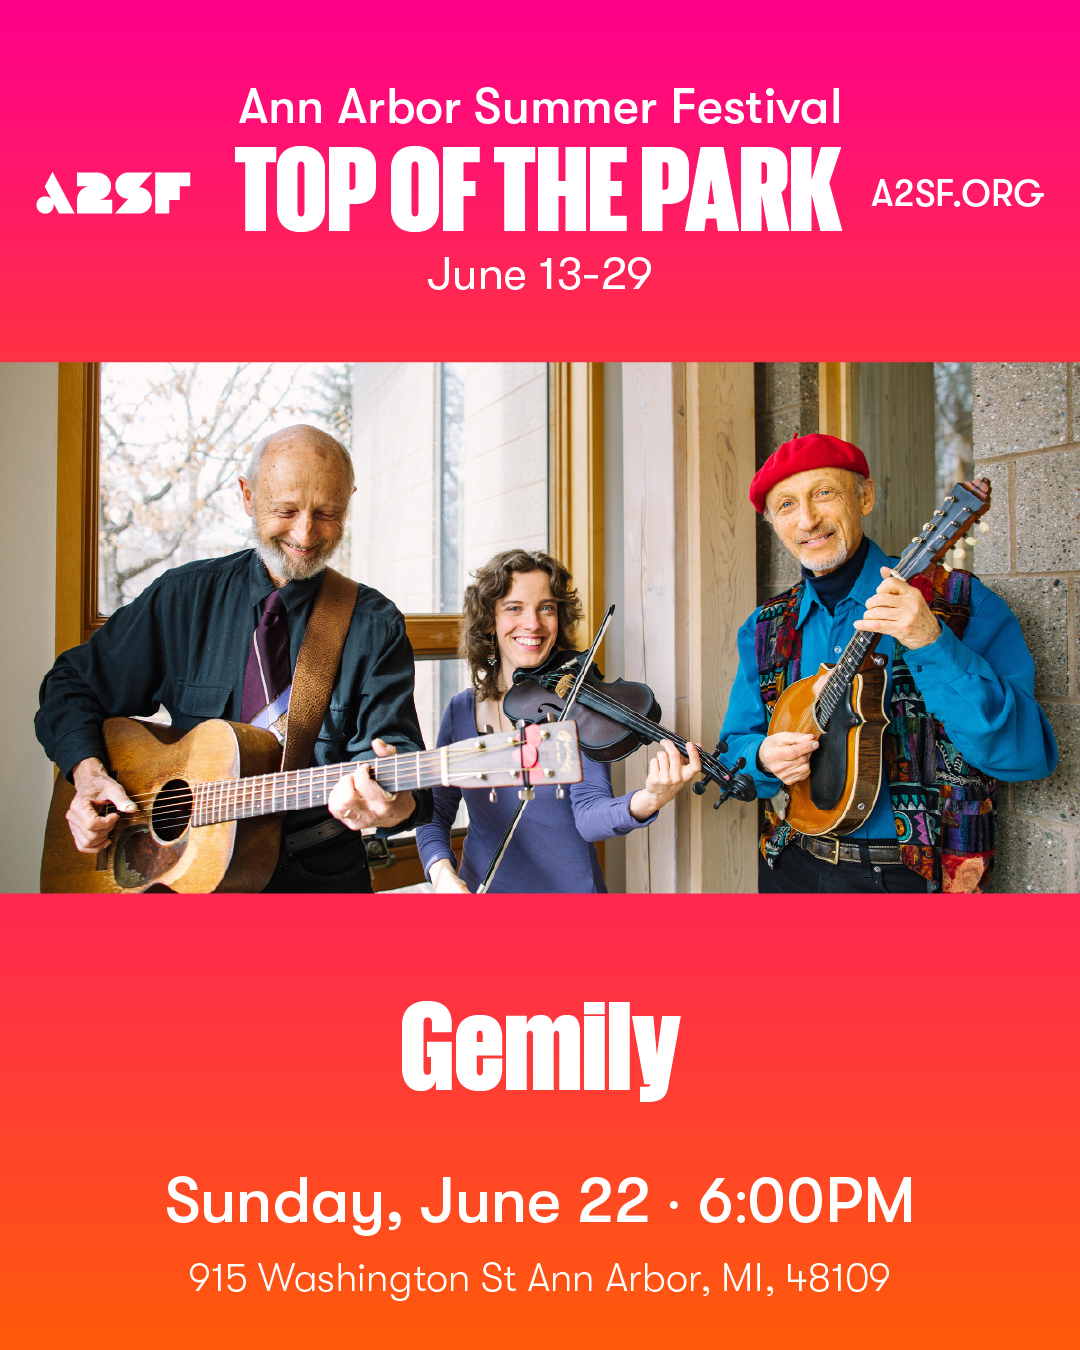 Ann Arbor Summer Festival
A2SF
TOP OF THE PARK
A2SF.ORG
June 13-29
Gemily
Sunday, June 22 · 6:00PM
915 Washington St Ann Arbor, MI, 48109